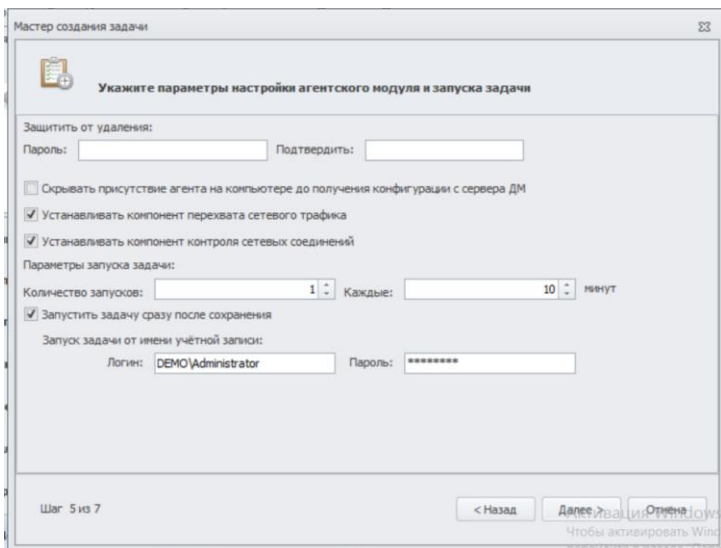 Мастер создания задачи
Укажите параметры настройки агентского модуля и запуска задачи
Защитить от удаления:
Пароль: Подтвердить:
Скрывать присутствие агента на компьютере до получения конфигурации с сервера ДМ
Устанавливать компонент перехвата сетевого трафика
Устанавливать компонент контроля сетевых соединений
Параметры запуска задачи:
Количество запусков: 1 Каждые: 10 минут
Запустить задачу сразу после сохранения
Запуск задачи от имени учётной записи:
Логин: DEMO\Administrator Пароль: ********
Шаг 5 из 7
< Назад Далее > Отмена
Активация Windows
Чтобы активировать Wind